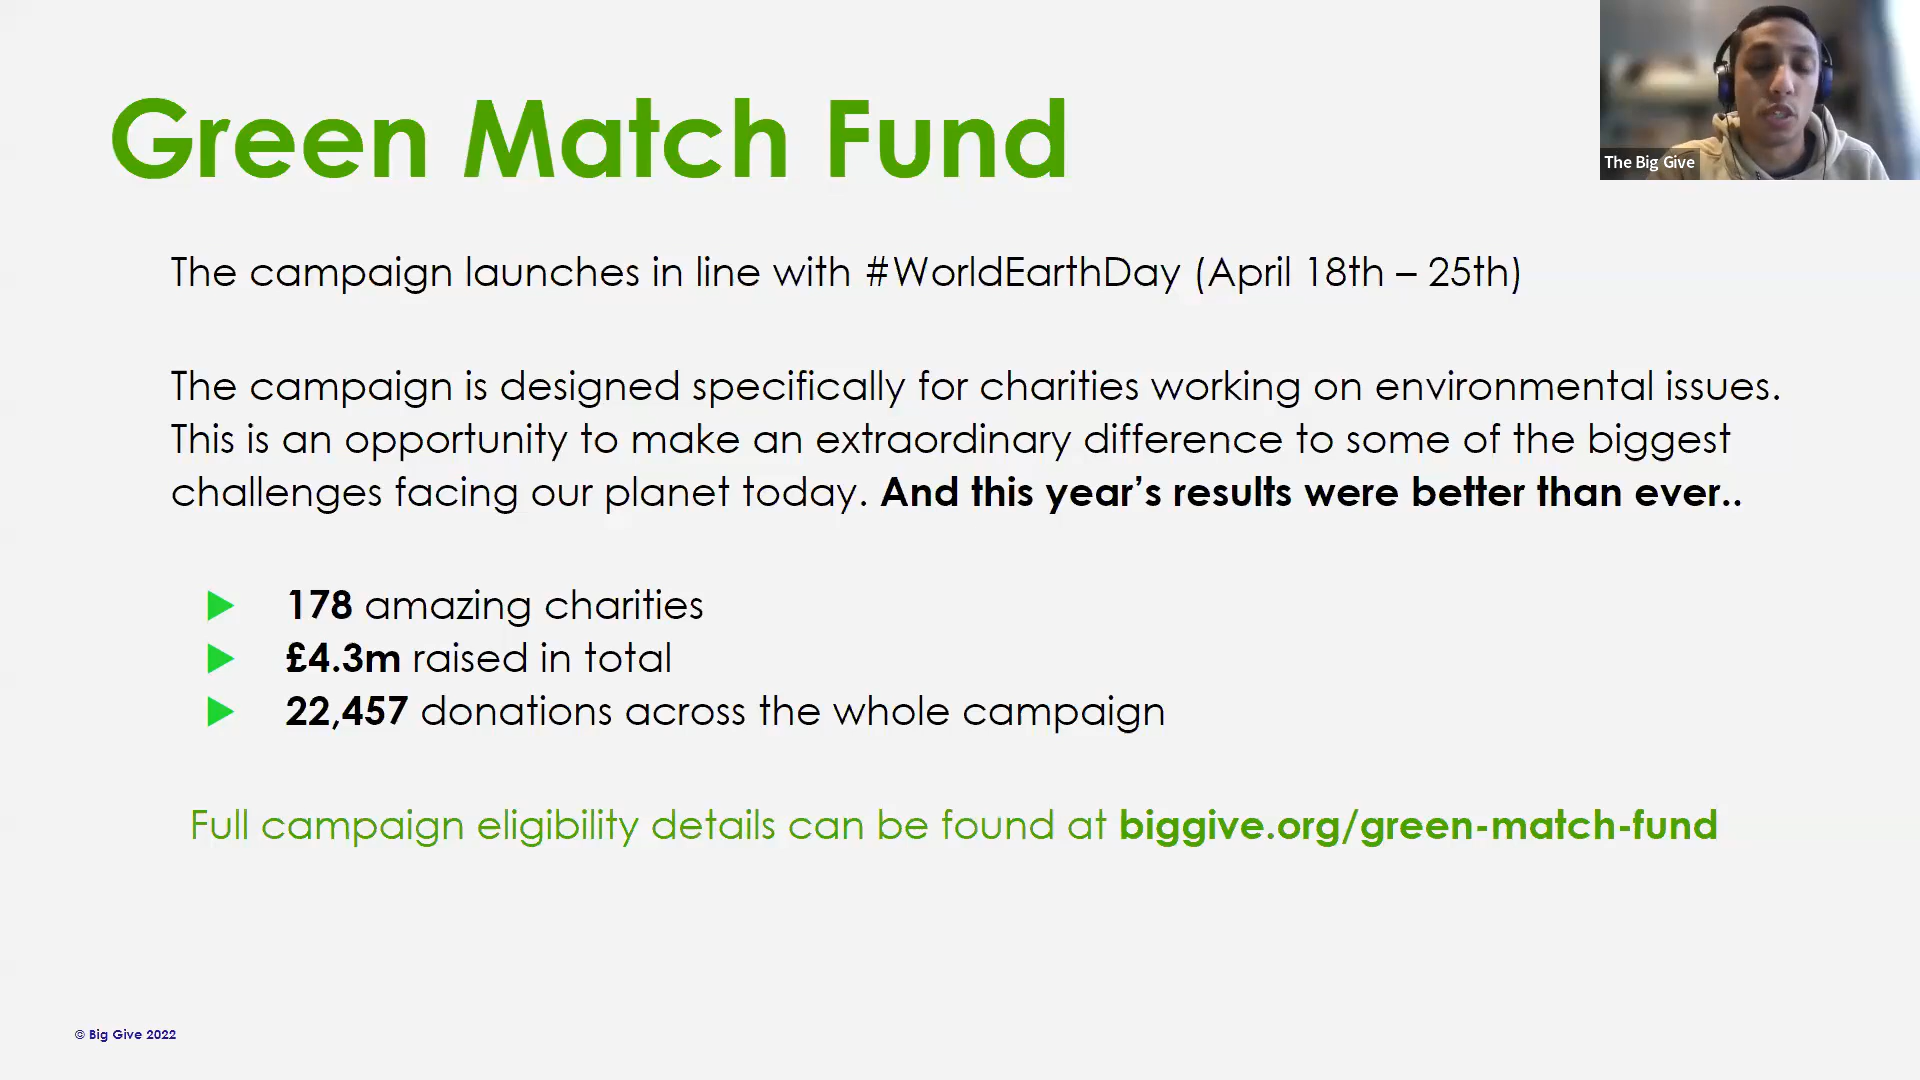 Green Match Fund
The Big Give
The campaign launches in line with #WorldEarthDay (April 18th – 25th)
The campaign is designed specifically for charities working on environmental issues.
This is an opportunity to make an extraordinary difference to some of the biggest
challenges facing our planet today. And this year’s results were better than ever..
178 amazing charities
£4.3m raised in total
22,457 donations across the whole campaign
Full campaign eligibility details can be found at biggive.org/green-match-fund
© Big Give 2022